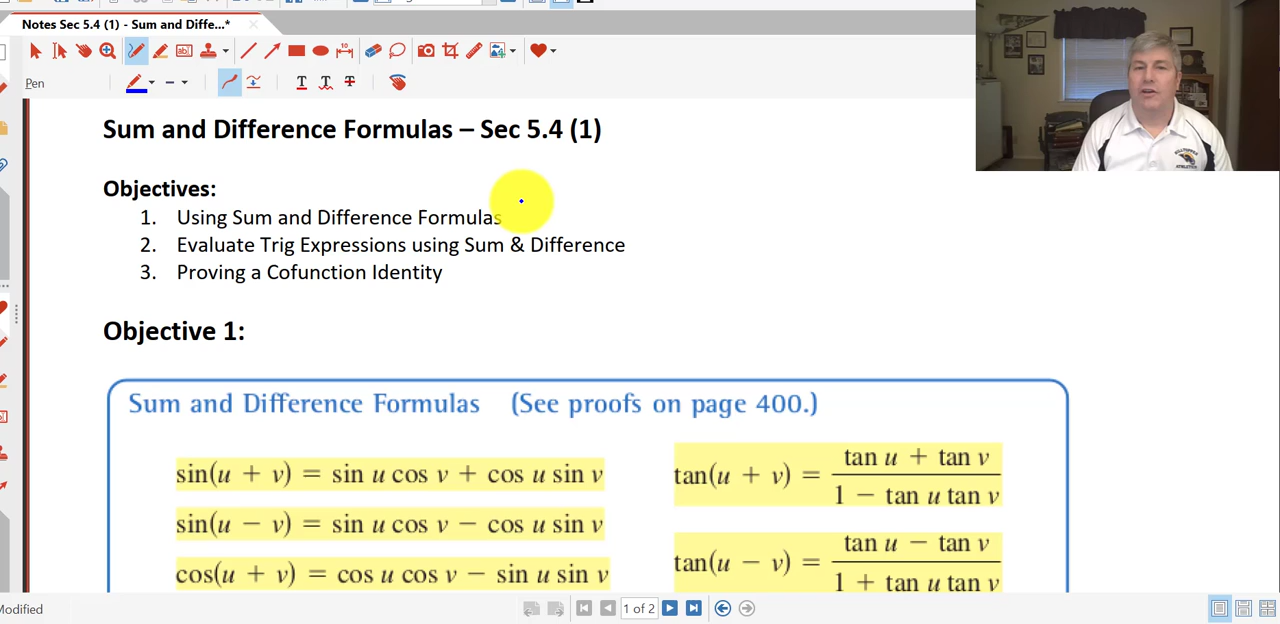 Notes Sec 5.4 (1) - Sum and Diffe...*
Pen
Sum and Difference Formulas – Sec 5.4 (1)
Objectives:
1. Using Sum and Difference Formulas
2. Evaluate Trig Expressions using Sum & Difference
3. Proving a Cofunction Identity
Objective 1:
Sum and Difference Formulas (See proofs on page 400.)
sin(u + v) = sin u cos v + cos u sin v
sin(u − v) = sin u cos v − cos u sin v
cos(u + v) = cos u cos v − sin u sin v
tan(u + v) = tan u + tan v / 1 − tan u tan v
tan(u − v) = tan u − tan v / 1 + tan u tan v
Modified
1 of 2